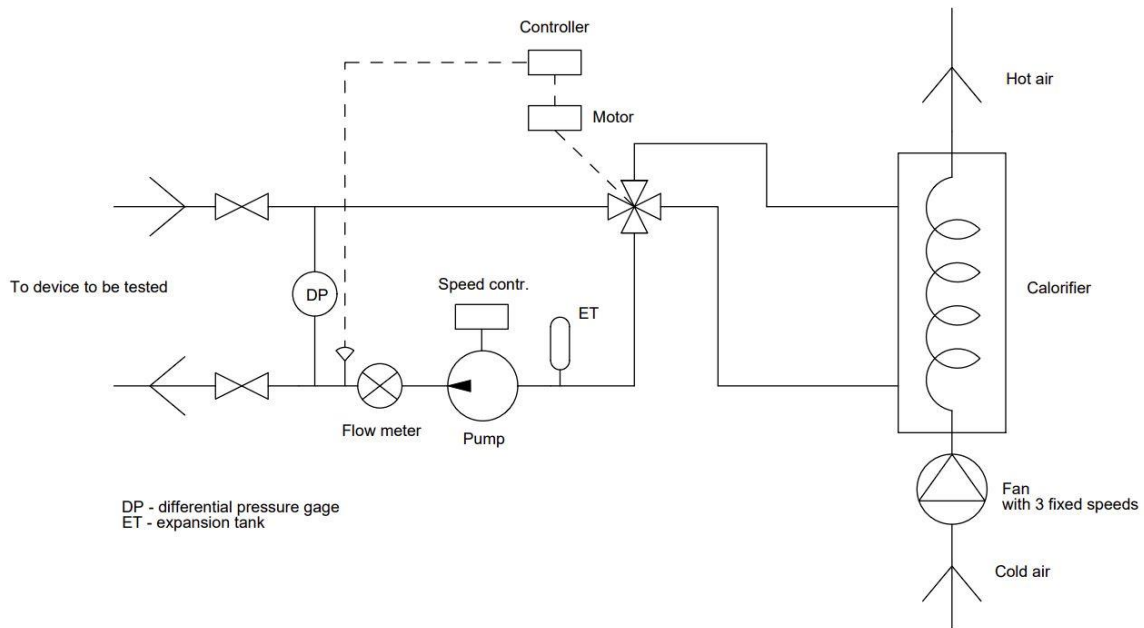 Controller
Hot air
Motor
To device to be tested
DP
Speed contr.
ET
Calorifier
Flow meter
Pump
Fan
with 3 fixed speeds
DP - differential pressure gage
ET - expansion tank
Cold air